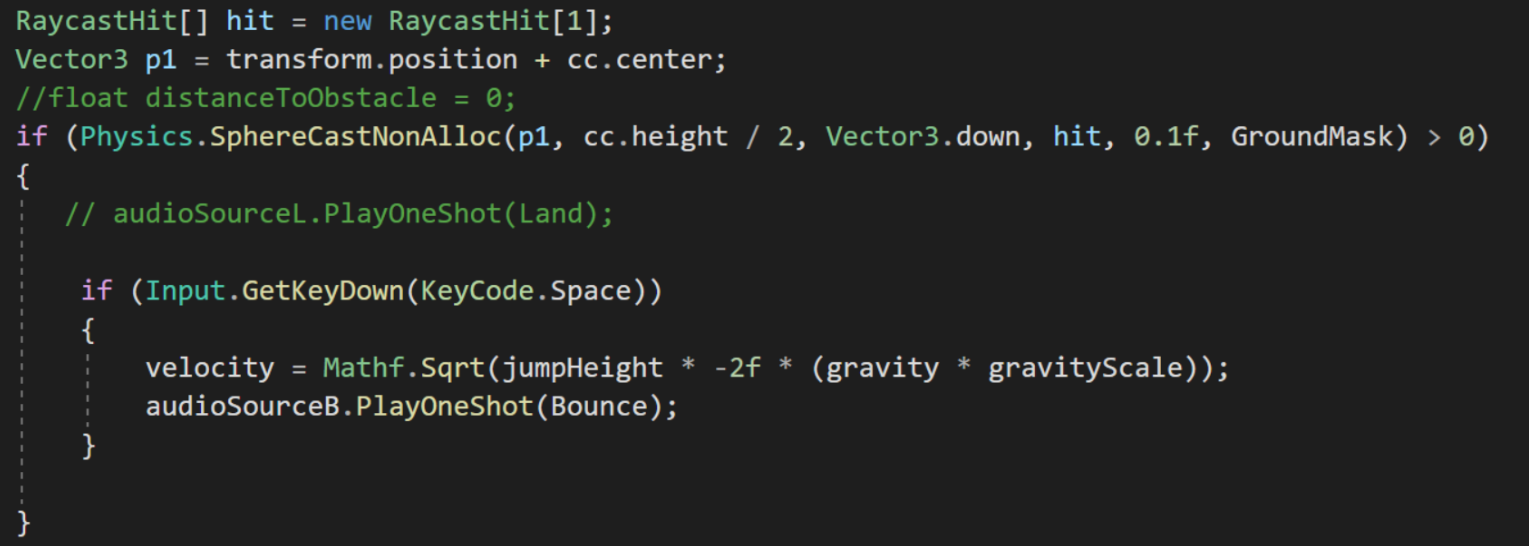 RaycastHit[] hit = new RaycastHit[1];
Vector3 p1 = transform.position + cc.center;
//float distanceToObstacle = 0;
if (Physics.SphereCastNonAlloc(p1, cc.height / 2, Vector3.down, hit, 0.1f, GroundMask) > 0)
{
// audioSourceL.PlayOneShot(Land);
if (Input.GetKeyDown(KeyCode.Space))
{
velocity = Mathf.Sqrt(jumpHeight * -2f * (gravity * gravityScale));
audioSourceB.PlayOneShot(Bounce);
}
}